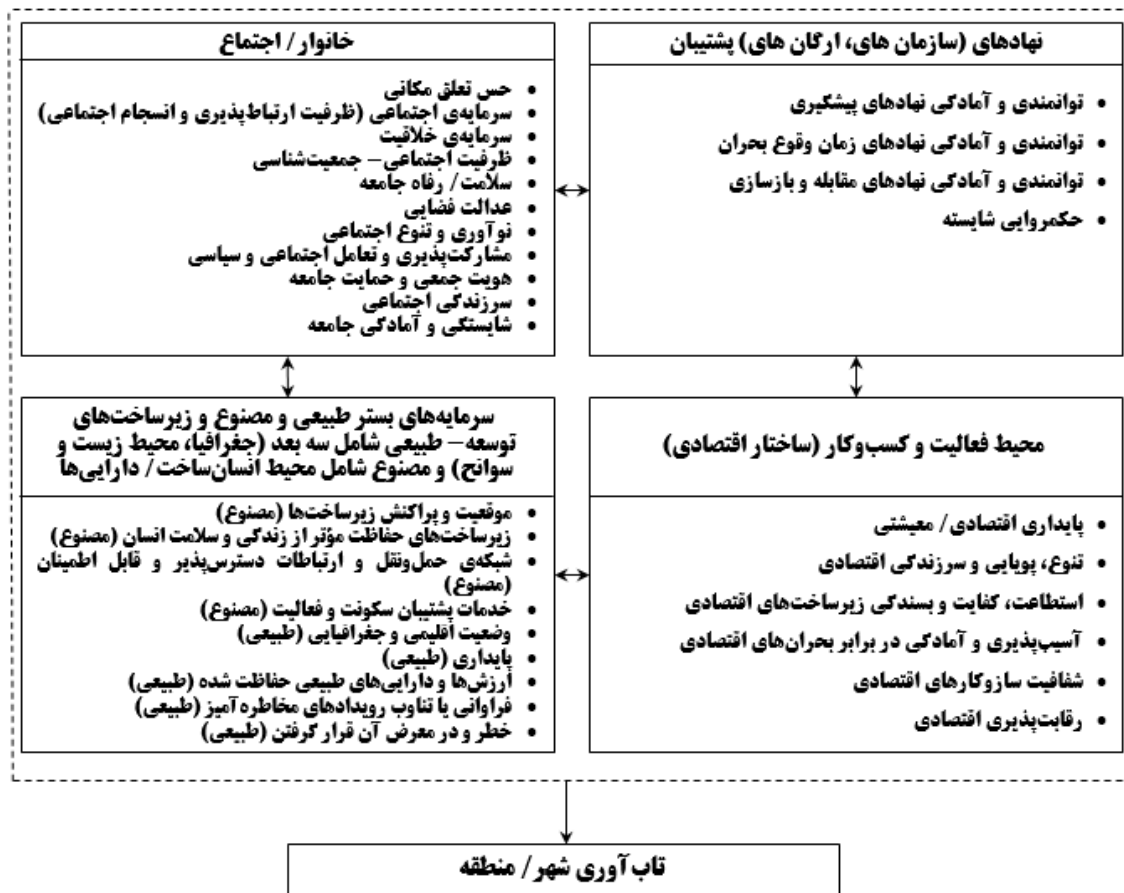 نهادهای (سازمان های، ارگان های) پشتیبان
• توانمندی و آمادگی نهادهای پیشگیری
• توانمندی و آمادگی نهادهای زمان وقوع بحران
• توانمندی و آمادگی نهادهای مقابله و بازسازی
• حکمروایی شایسته
خانوار / اجتماع
• حس تعلق مکانی
• سرمایه‌ی اجتماعی (ظرفیت ارتباط‌پذیری و انسجام اجتماعی)
• سرمایه‌ی خلاقیت
• ظرفیت اجتماعی – جمعیت‌شناسی
• سلامت/ رفاه جامعه
• عدالت فضایی
• نوآوری و تنوع اجتماعی
• مشارکت‌پذیری و تعامل اجتماعی و سیاسی
• هویت جمعی و حمایت جامعه
• سرزندگی اجتماعی
• شایستگی و آمادگی جامعه
محیط فعالیت و کسب‌وکار (ساختار اقتصادی)
• پایداری اقتصادی/ معیشتی
• تنوع، پویایی و سرزندگی اقتصادی
• استطاعت، کفایت و بسندگی زیرساخت‌های اقتصادی
• آسیب‌پذیری و آمادگی در برابر بحران‌های اقتصادی
• شفافیت سازوکارهای اقتصادی
• رقابت‌پذیری اقتصادی
سرمایه‌های بستر طبیعی و مصنوع و زیرساخت‌های
توسعه – طبیعی شامل سه بعد (جغرافیا، محیط زیست و
سوانح) و مصنوع شامل محیط انسان‌ساخت/ دارایی‌ها
• موقعیت و پراکنش زیرساخت‌ها (مصنوع)
• زیرساخت‌های حفاظت مؤثر از زندگی و سلامت انسان (مصنوع)
• شبکه‌ی حمل‌ونقل و ارتباطات دسترس‌پذیر و قابل اطمینان
(مصنوع)
• خدمات پشتیبان سکونت و فعالیت (مصنوع)
• وضعیت اقلیمی و جغرافیایی (طبیعی)
• پایداری (طبیعی)
• ارزش‌ها و دارایی‌های طبیعی حفاظت شده (طبیعی)
• فراوانی یا تناوب رویدادهای مخاطره‌آمیز (طبیعی)
• خطر و در معرض آن قرار گرفتن (طبیعی)
تاب‌آوری شهر/ منطقه